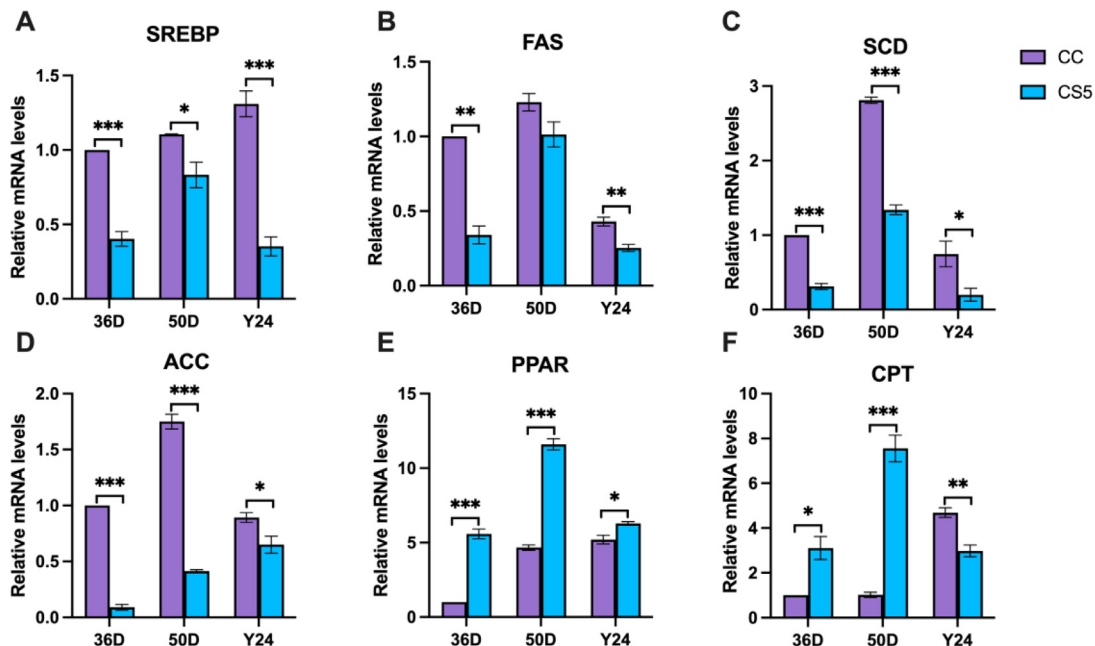 A
SREBP
Relative mRNA levels
1.5
1.0
0.5
0.0
***
*
***
36D
50D
Y24
B
FAS
Relative mRNA levels
1.5
1.0
0.5
0.0
**
**
36D
50D
Y24
C
SCD
Relative mRNA levels
3
2
1
0
***
***
*
36D
50D
Y24
CC
CS5
D
ACC
Relative mRNA levels
2.0
1.5
1.0
0.5
0.0
***
***
*
36D
50D
Y24
E
PPAR
Relative mRNA levels
15
10
5
0
***
***
*
36D
50D
Y24
F
CPT
Relative mRNA levels
10
8
6
4
2
0
*
***
**
36D
50D
Y24